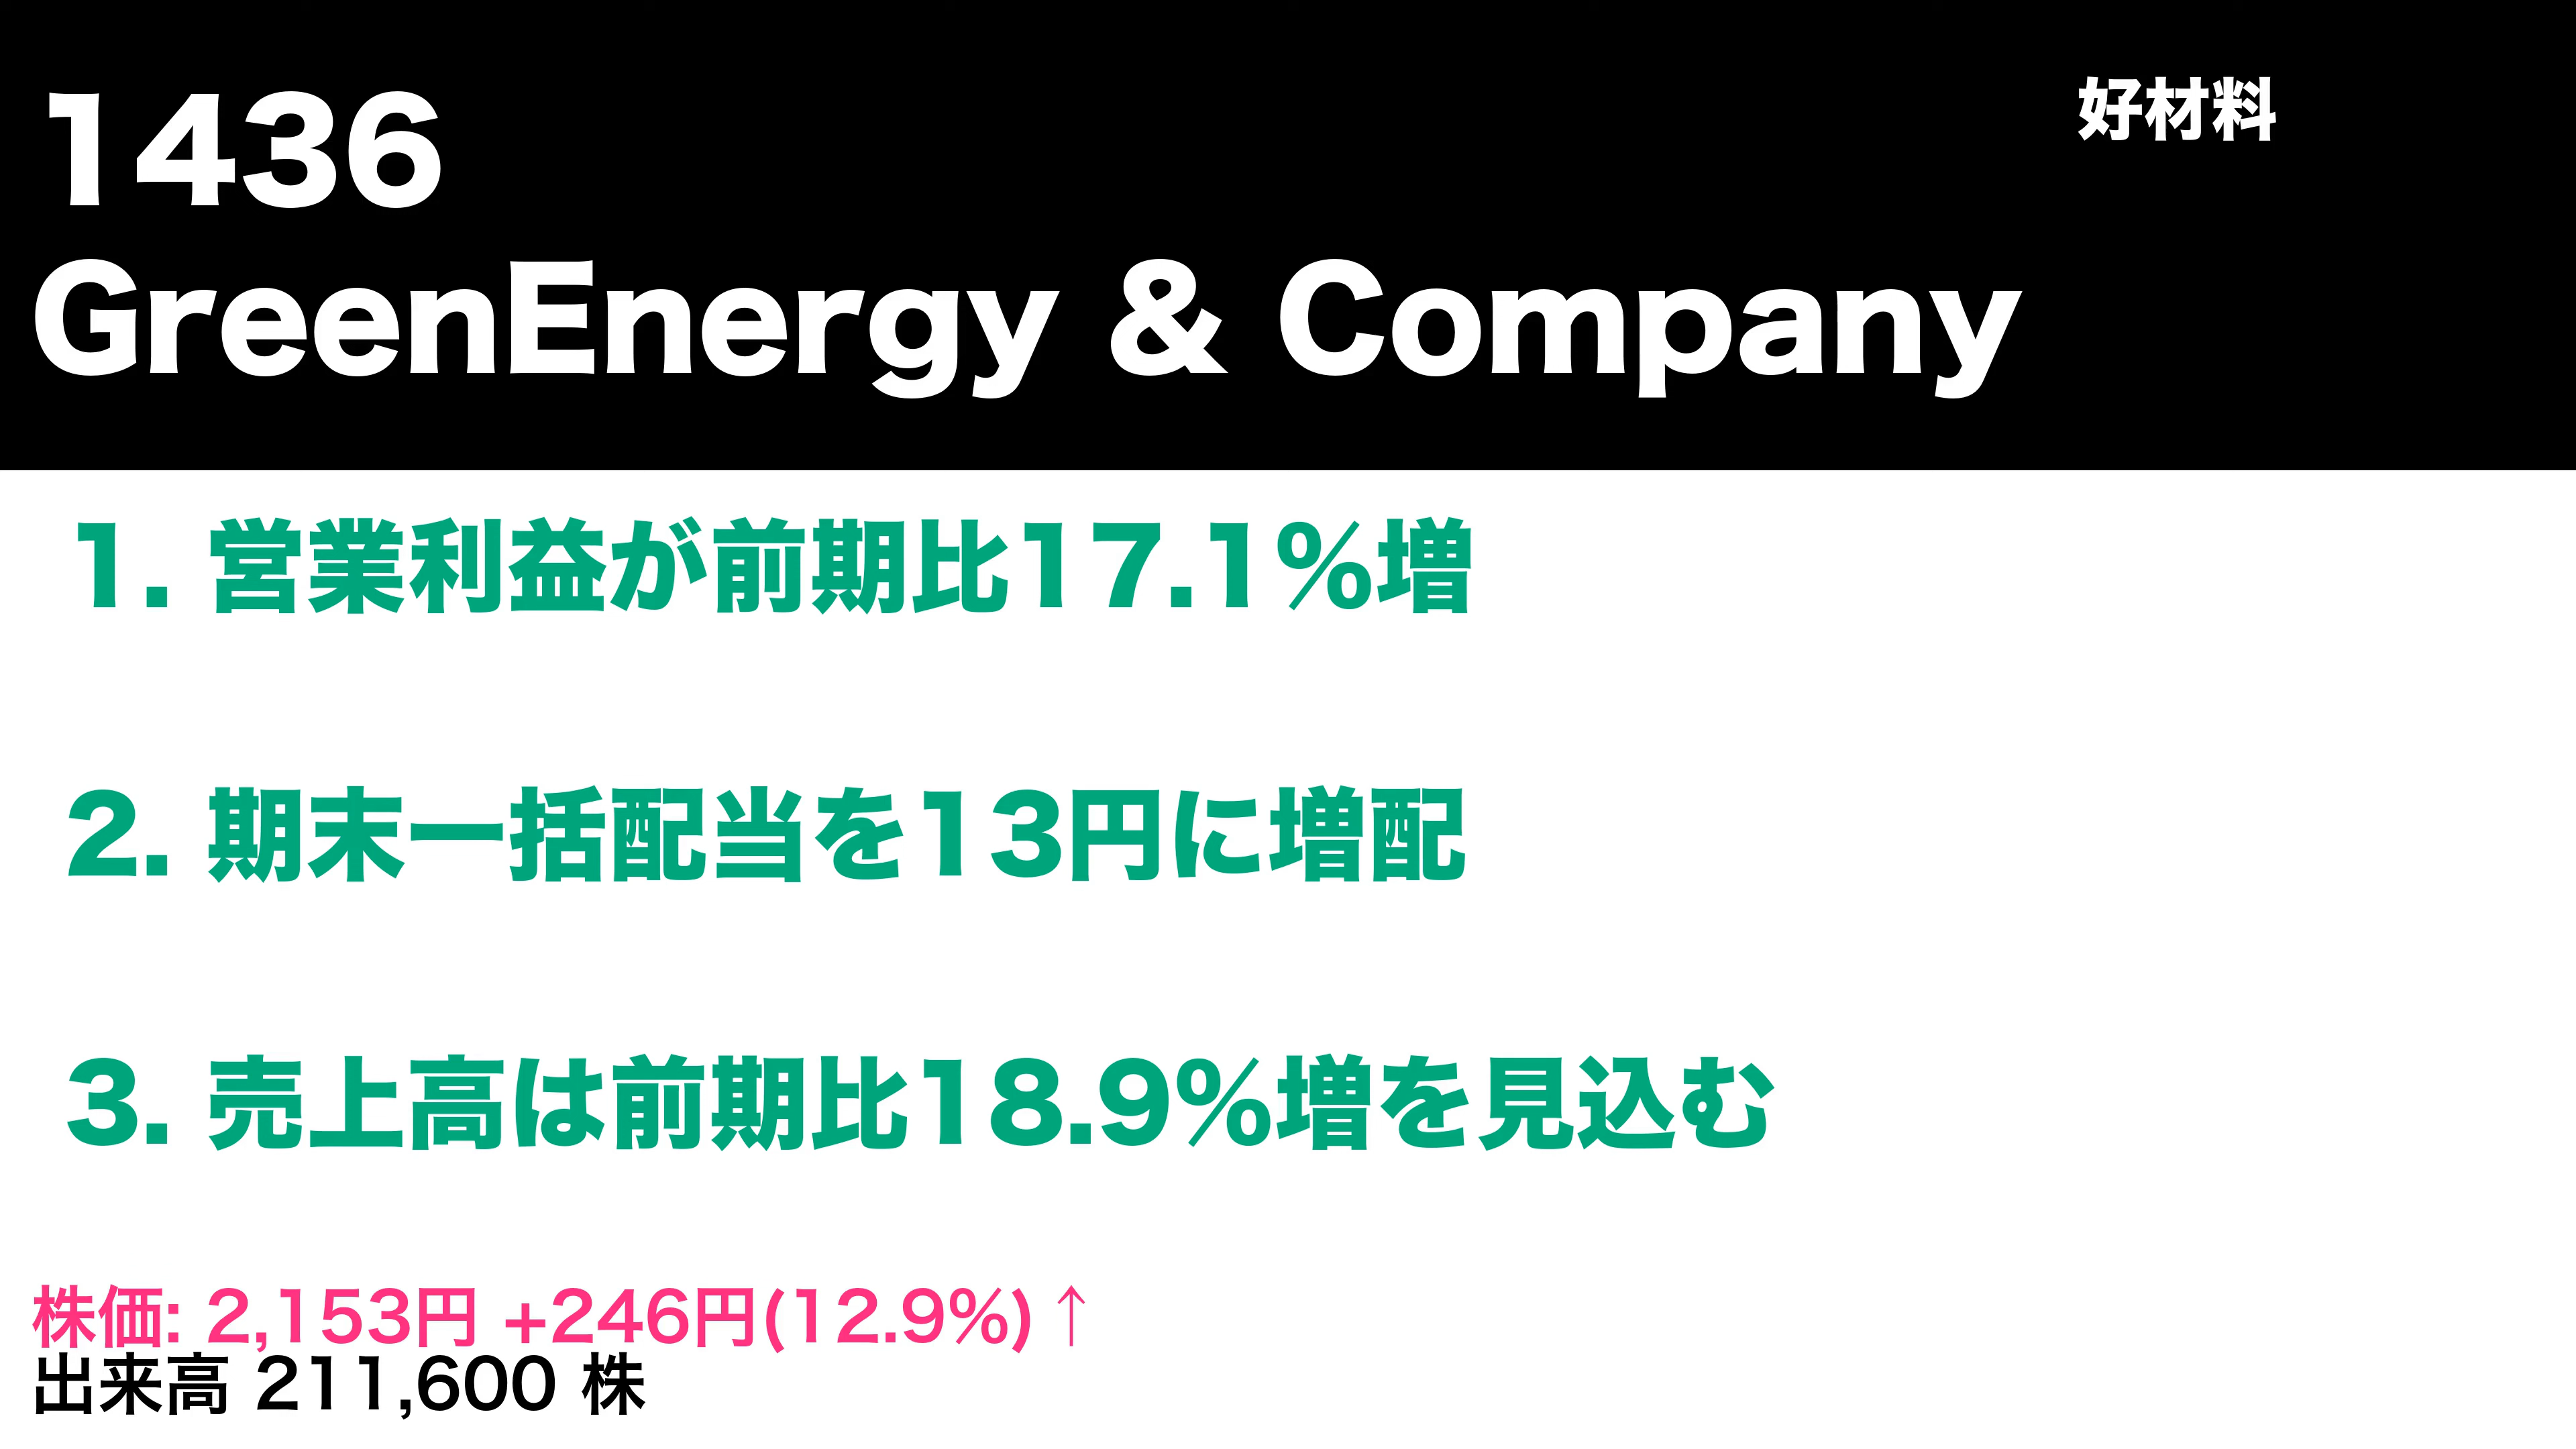 1436
好材料
GreenEnergy & Company
1. 営業利益が前期比17.1%増
2. 期末一括配当を13円に増配
3. 売上高は前期比18.9%増を見込む
株価: 2,153円 +246円(12.9%)↑
出来高 211,600 株